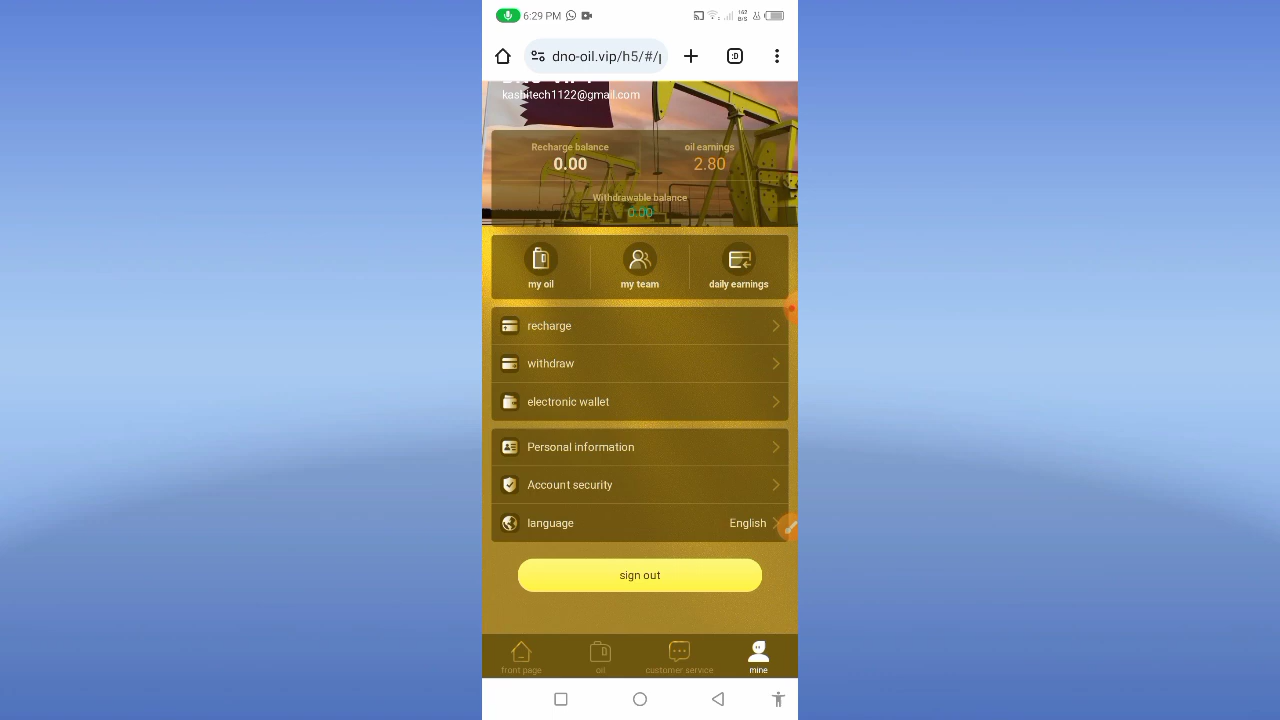 6:29 PM
162 B/S
dno-oil.vip/h5/#/
:D
kashitech1122@gmail.com
Recharge balance
0.00
oil earnings
2.80
Withdrawable balance
0.00
my oil
my team
daily earnings
recharge
withdraw
electronic wallet
Personal information
Account security
language
English
sign out
front page
oil
customer service
mine